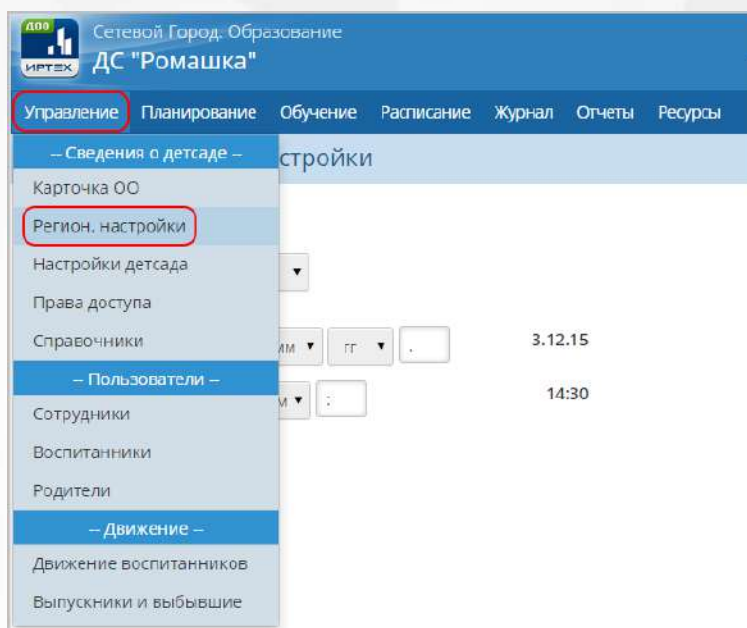 ДОО
ИРТЕХ
Сетевой Город. Образование
ДС "Ромашка"
Управление Планирование Обучение Расписание Журнал Отчеты Ресурсы
-- Сведения о детсаде --
стройки
Карточка ОО
Регион. настройки
Настройки детсада
Права доступа
Справочники
мм гг . 3.12.15
-- Пользователи --
м : 14:30
Сотрудники
Воспитанники
Родители
-- Движение --
Движение воспитанников
Выпускники и выбывшие